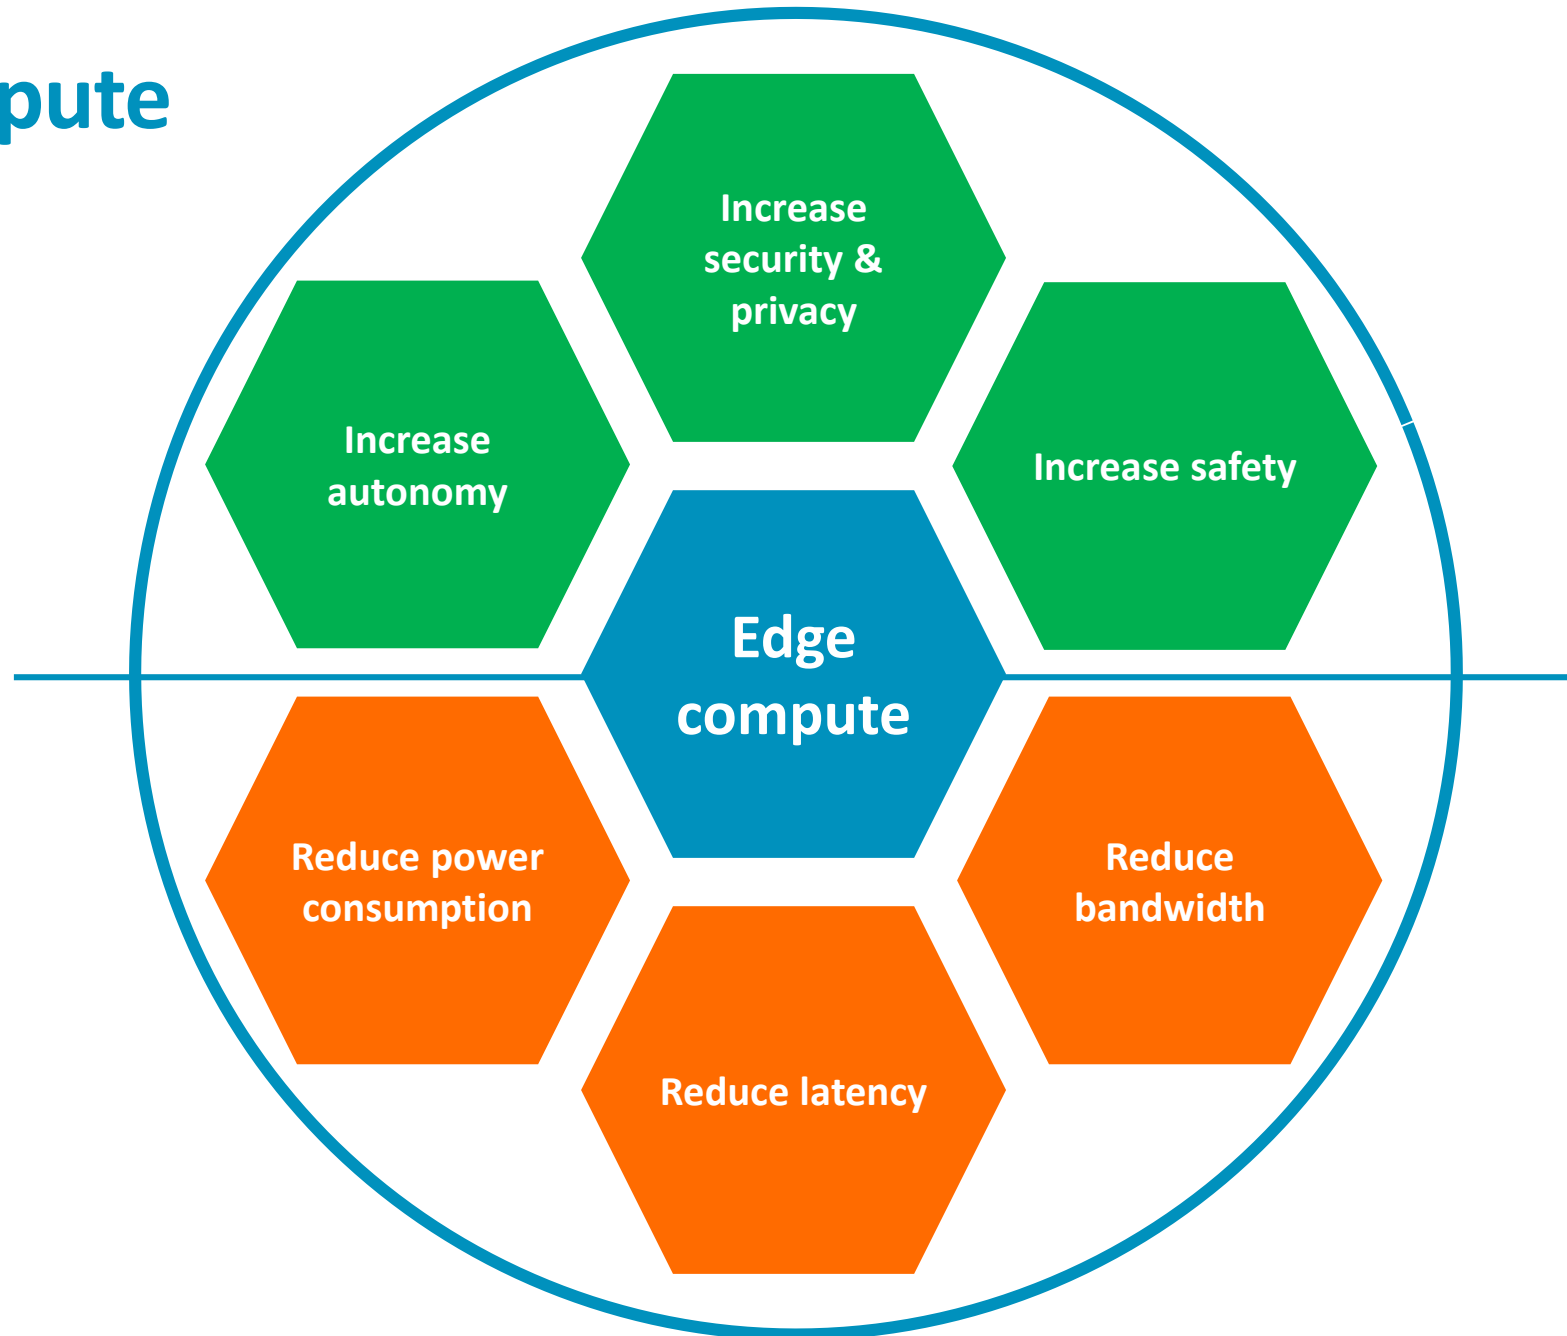 pute
Increase
security &
privacy
Increase
autonomy
Increase safety
Edge
compute
Reduce power
consumption
Reduce
bandwidth
Reduce latency